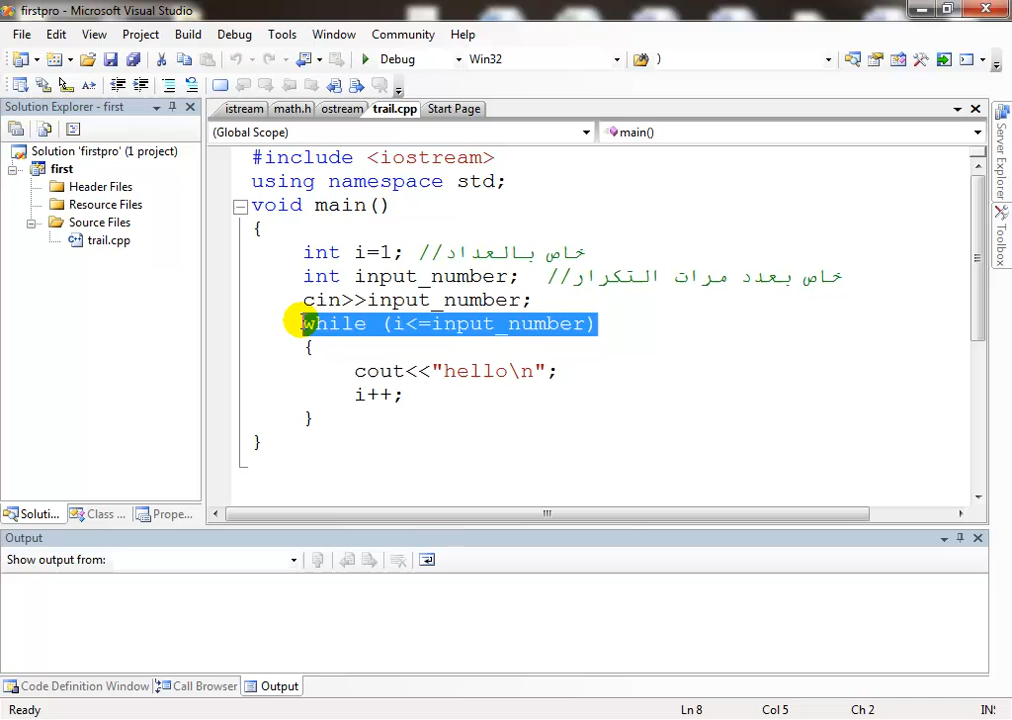 firstpro - Microsoft Visual Studio
File Edit View Project Build Debug Tools Window Community Help
Debug Win32 )
Solution Explorer - first
istream math.h ostream trail.cpp Start Page
(Global Scope) main()
Solution 'firstpro' (1 project)
first
Header Files
Resource Files
Source Files
trail.cpp
#include <iostream>
using namespace std;
void main()
{
int i=1; //خاص بالعداد
int input_number; //خاص بعدد مرات التكرار
cin>>input_number;
while (i<=input_number)
{
cout<<"hello\n";
i++;
}
}
Server Explorer
Toolbox
Soluti... Class ... Prope...
Output
Show output from:
Code Definition Window Call Browser Output
Ready Ln 8 Col 5 Ch 2 INS